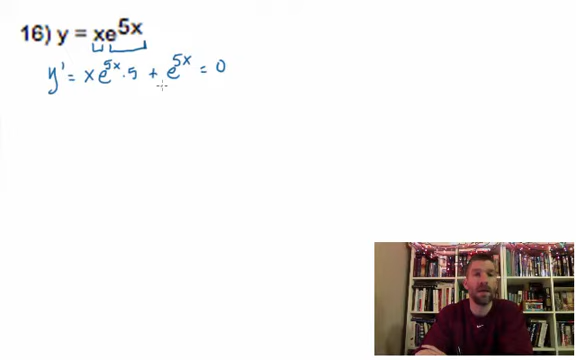 16) y = xe^5x
y' = xe^5x · 5 + e^5x = 0